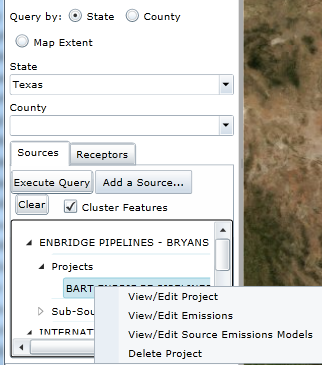 Query by: State County
Map Extent
State
Texas
County
Sources Receptors
Execute Query Add a Source...
Clear Cluster Features
ENBRIDGE PIPELINES - BRYANS
Projects
BART
View/Edit Project
Sub-Sou
View/Edit Emissions
View/Edit Source Emissions Models
Delete Project